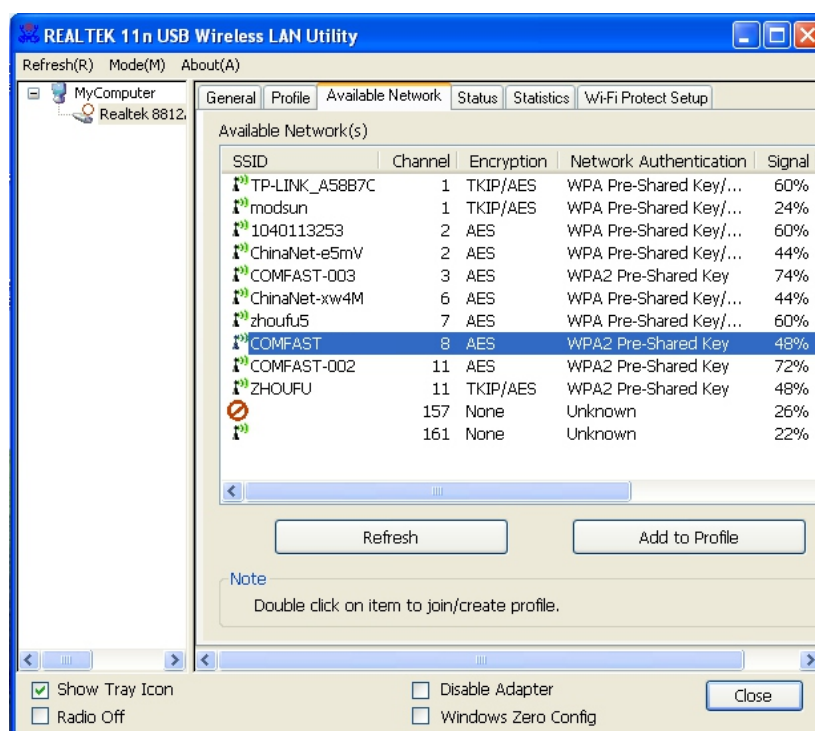 REALTEK 11n USB Wireless LAN Utility
Refresh(R) Mode(M) About(A)
MyComputer
Realtek 8812
General Profile Available Network Status Statistics Wi-Fi Protect Setup
Available Network(s)
SSID Channel Encryption Network Authentication Signal
TP-LINK_A58B7C 1 TKIP/AES WPA Pre-Shared Key/... 60%
modsun 1 TKIP/AES WPA Pre-Shared Key/... 24%
1040113253 2 AES WPA Pre-Shared Key/... 60%
ChinaNet-e5mV 2 AES WPA Pre-Shared Key/... 44%
COMFAST-003 3 AES WPA2 Pre-Shared Key 74%
ChinaNet-xw4M 6 AES WPA Pre-Shared Key/... 44%
zhoufu5 7 AES WPA Pre-Shared Key/... 60%
COMFAST 8 AES WPA2 Pre-Shared Key 48%
COMFAST-002 11 AES WPA2 Pre-Shared Key 72%
ZHOUFU 11 TKIP/AES WPA2 Pre-Shared Key 48%
157 None Unknown 26%
161 None Unknown 22%
Refresh Add to Profile
Note
Double click on item to join/create profile.
Show Tray Icon Disable Adapter Close
Radio Off Windows Zero Config